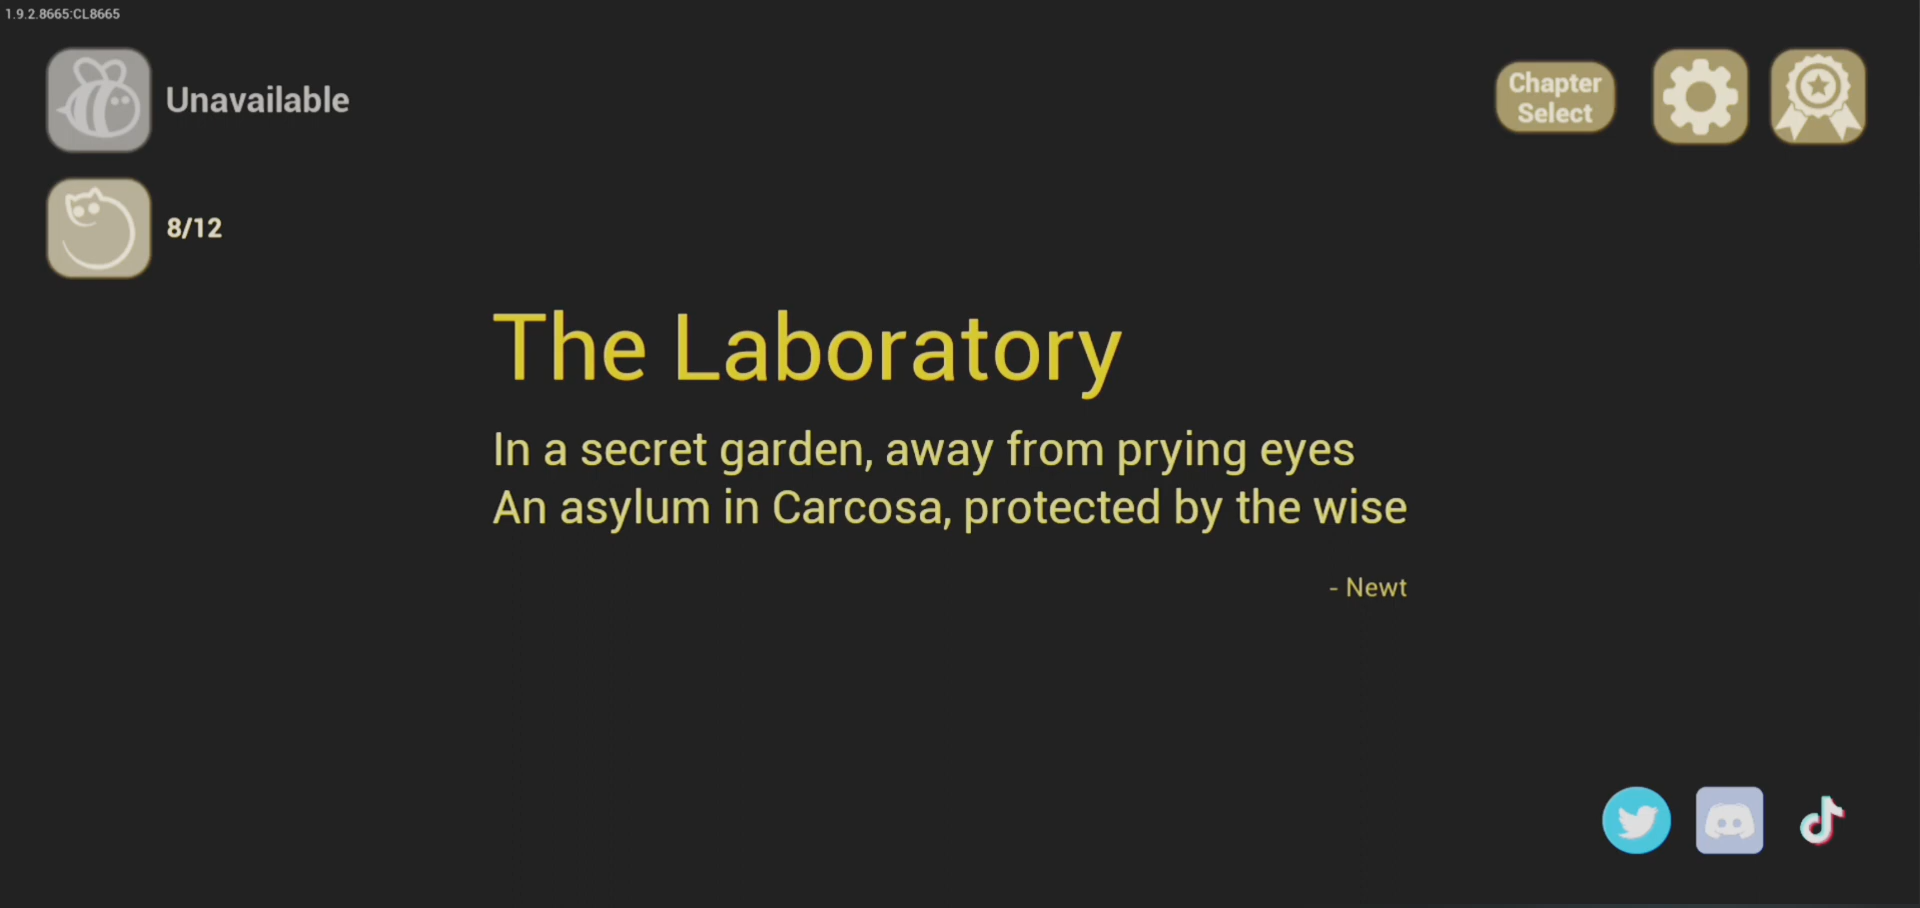 1.9.2.8665:CL8665
Unavailable
Chapter
Select
8/12
The Laboratory
In a secret garden, away from prying eyes
An asylum in Carcosa, protected by the wise
- Newt